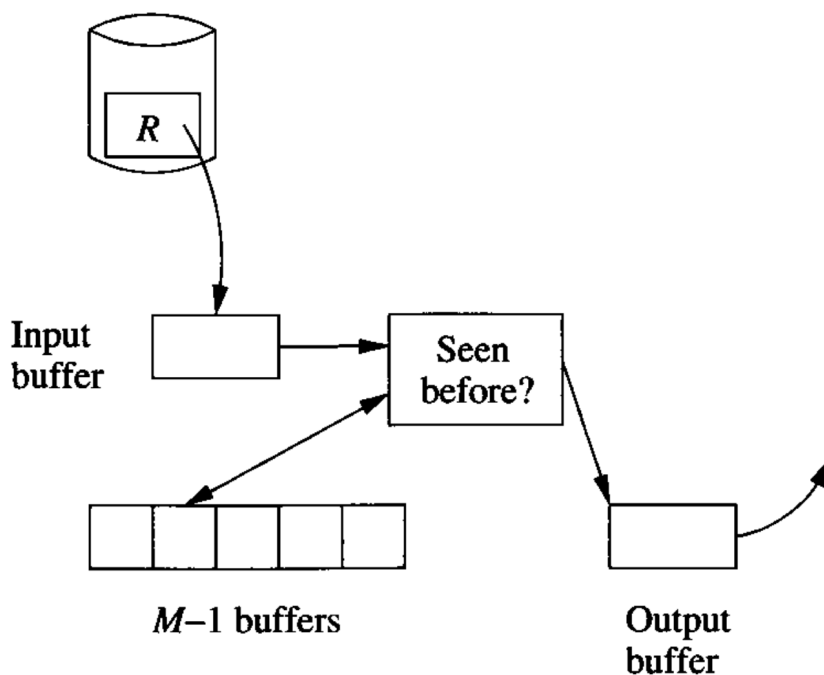 R
Input
buffer
Seen
before?
M–1 buffers
Output
buffer